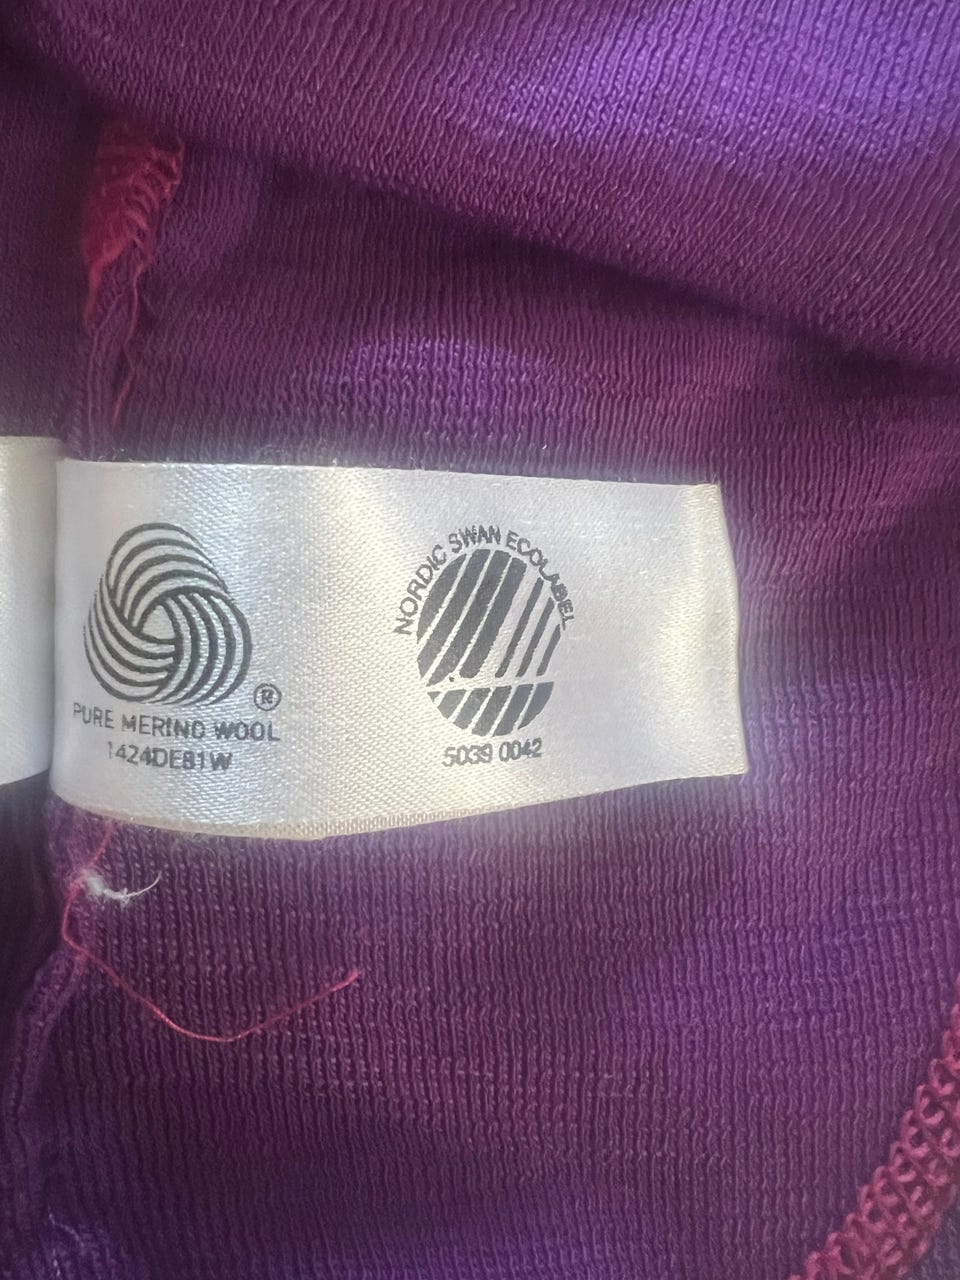 ®
PURE MERINO WOOL
1424DE81W
NORDIC SWAN ECOLABEL
5039 0042